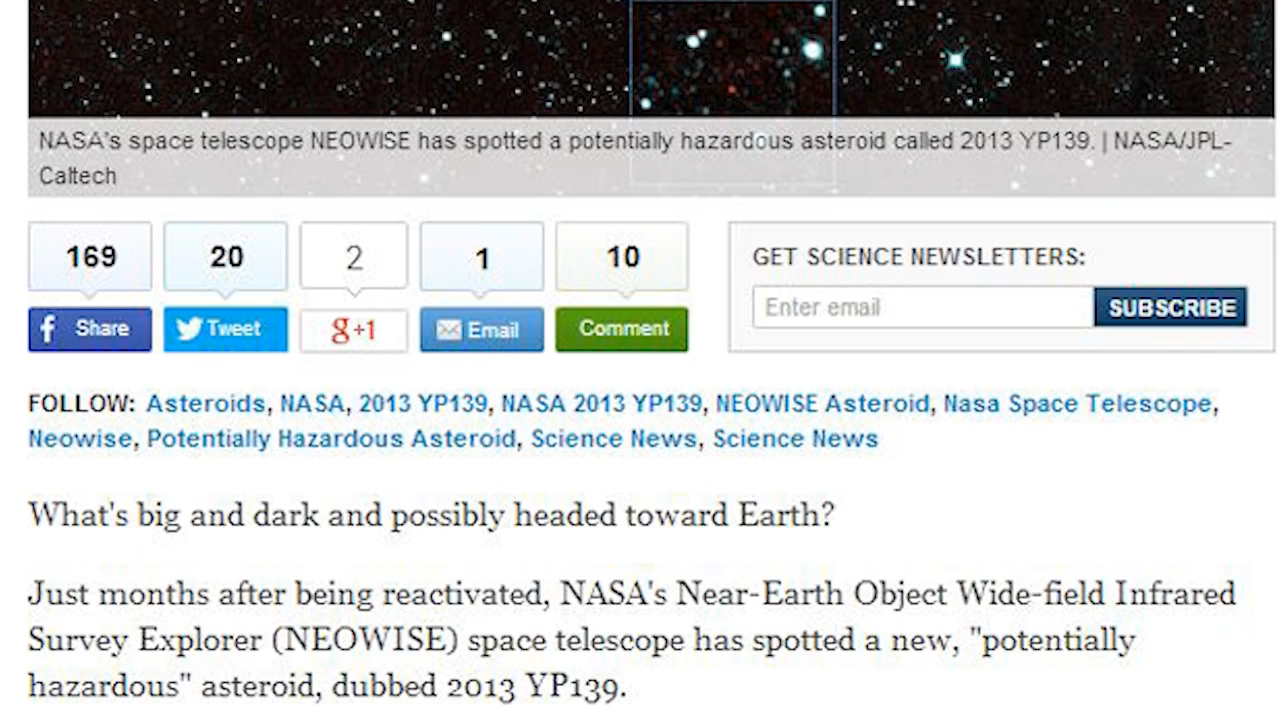 NASA's space telescope NEOWISE has spotted a potentially hazardous asteroid called 2013 YP139. | NASA/JPL-
Caltech
169 20 2 1 10
Share Tweet g+1 Email Comment
GET SCIENCE NEWSLETTERS:
Enter email SUBSCRIBE
FOLLOW: Asteroids, NASA, 2013 YP139, NASA 2013 YP139, NEOWISE Asteroid, Nasa Space Telescope,
Neowise, Potentially Hazardous Asteroid, Science News, Science News
What's big and dark and possibly headed toward Earth?
Just months after being reactivated, NASA's Near-Earth Object Wide-field Infrared
Survey Explorer (NEOWISE) space telescope has spotted a new, "potentially
hazardous" asteroid, dubbed 2013 YP139.